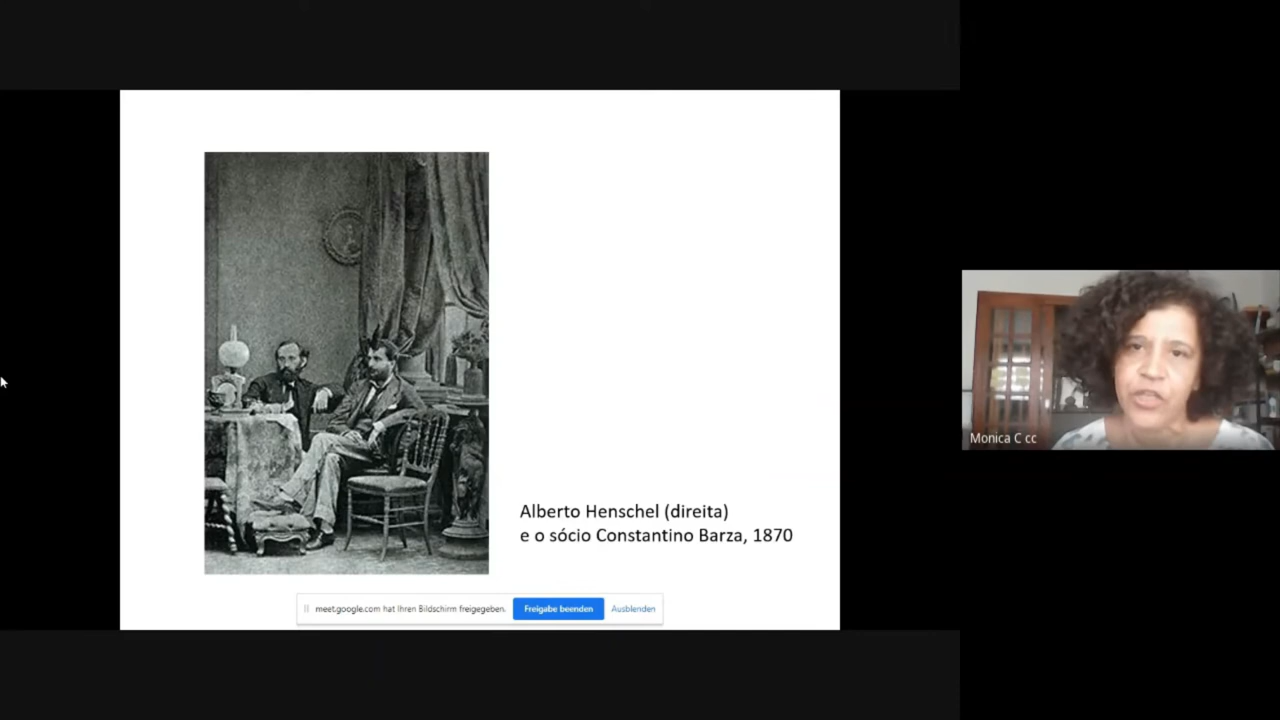 Alberto Henschel (direita)
e o sócio Constantino Barza, 1870
meet.google.com hat Ihren Bildschirm freigegeben. Freigabe beenden Ausblenden
Monica C cc